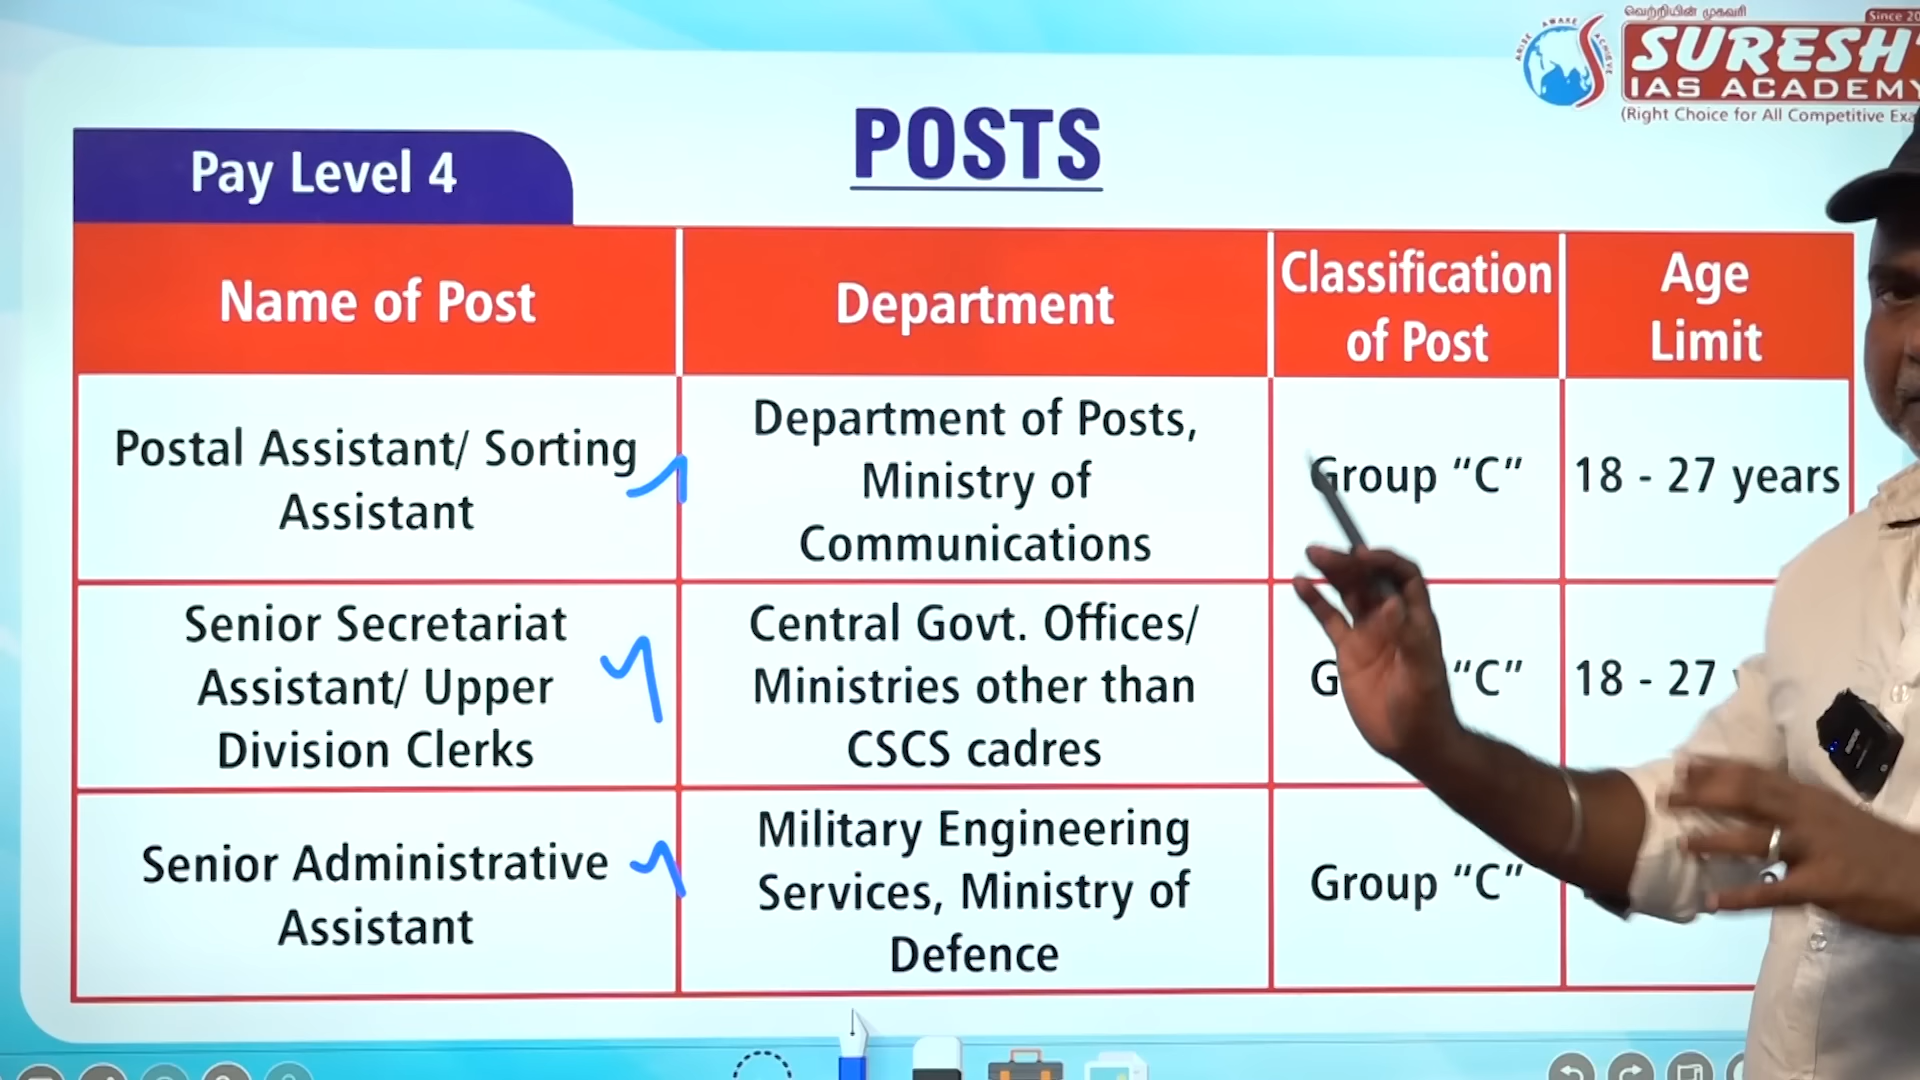 வெற்றியின் முகவரி
Since 20
ARISE AWAKE ACHIEVE
SURESH'
IAS ACADEMY
(Right Choice for All Competitive Exa
POSTS
Pay Level 4
Name of Post
Department
Classification
of Post
Age
Limit
Postal Assistant/ Sorting
Assistant
Department of Posts,
Ministry of
Communications
Group “C”
18 - 27 years
Senior Secretariat
Assistant/ Upper
Division Clerks
Central Govt. Offices/
Ministries other than
CSCS cadres
G “C”
18 - 27
Senior Administrative
Assistant
Military Engineering
Services, Ministry of
Defence
Group “C”